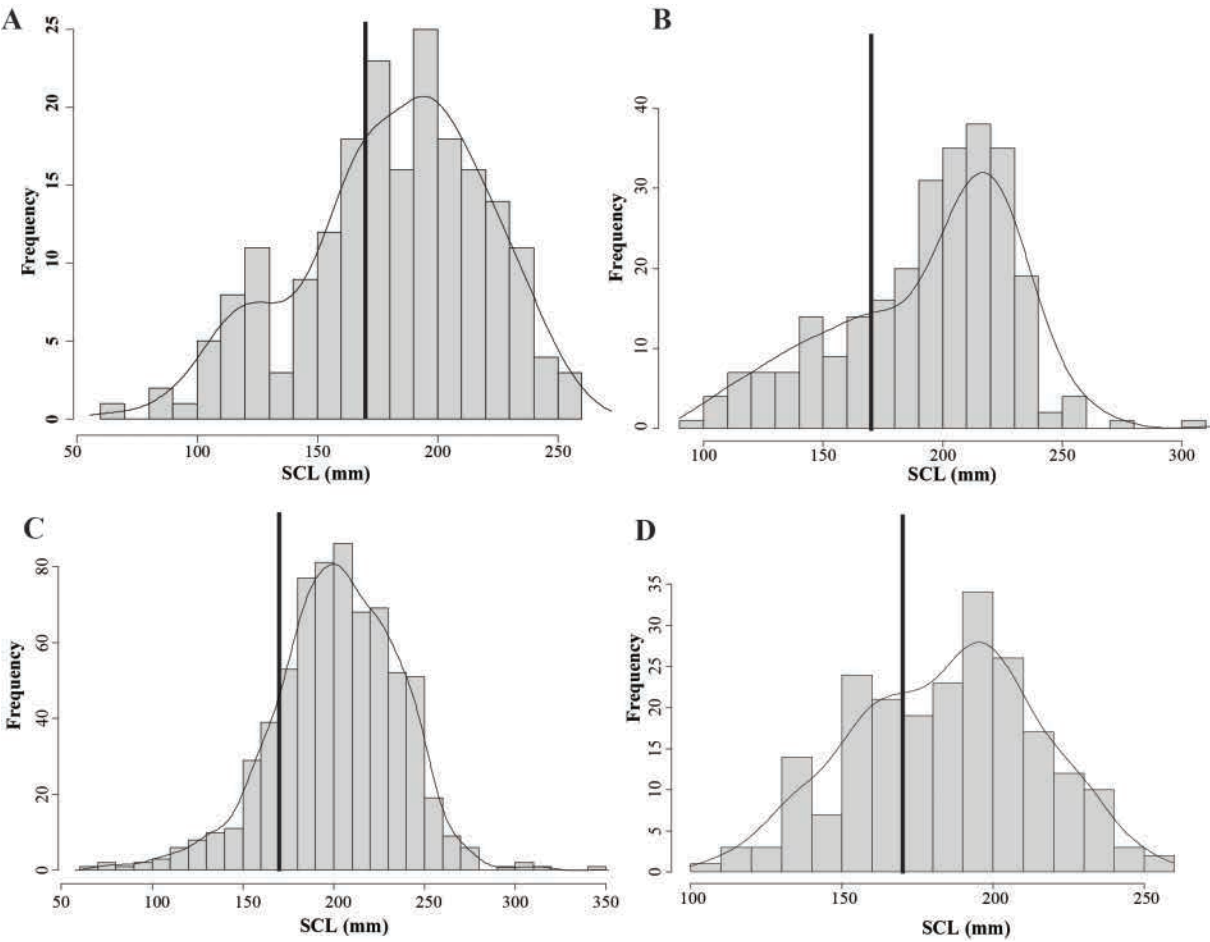 A
Frequency
0 5 10 15 20 25
50 100 150 200 250
SCL (mm)
B
Frequency
0 10 20 30 40
100 150 200 250 300
SCL (mm)
C
Frequency
0 20 40 60 80
50 100 150 200 250 300 350
SCL (mm)
D
Frequency
0 5 10 15 20 25 30 35
100 150 200 250
SCL (mm)